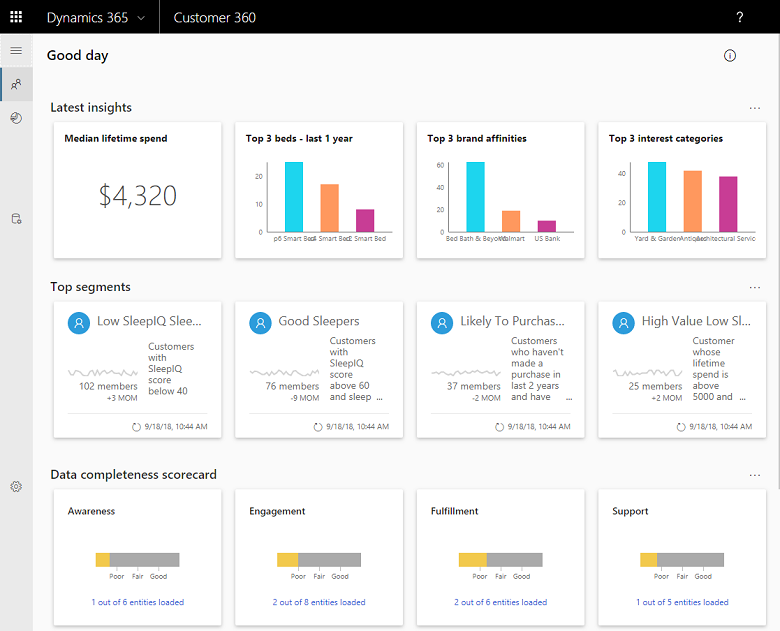 Dynamics 365
Customer 360
?
Good day
Latest insights
Median lifetime spend
$4,320
Top 3 beds - last 1 year
20
10
0
p6 Smart Bed
Smart Bed
Smart Bed
Top 3 brand affinities
60
40
20
0
Bed Bath & Beyond
Walmart
US Bank
Top 3 interest categories
40
20
0
Yard & Garden
Antiques
Architectural Servic
Top segments
Low SleepIQ Slee...
Customers
with
SleepIQ
score
below 40
102 members
+3 MOM
9/18/18, 10:44 AM
Good Sleepers
Customers
with
SleepIQ
score
above 60
and sleep ...
76 members
-9 MOM
9/18/18, 10:44 AM
Likely To Purchas...
Customers
who haven't
made a
purchase in
last 2 years
and have ...
37 members
-2 MOM
9/18/18, 10:44 AM
High Value Low Sl...
Customer
whose
lifetime
spend is
above
5000 and ...
25 members
+2 MOM
9/18/18, 10:44 AM
Data completeness scorecard
Awareness
Poor Fair Good
1 out of 6 entities loaded
Engagement
Poor Fair Good
2 out of 8 entities loaded
Fulfillment
Poor Fair Good
2 out of 6 entities loaded
Support
Poor Fair Good
1 out of 5 entities loaded